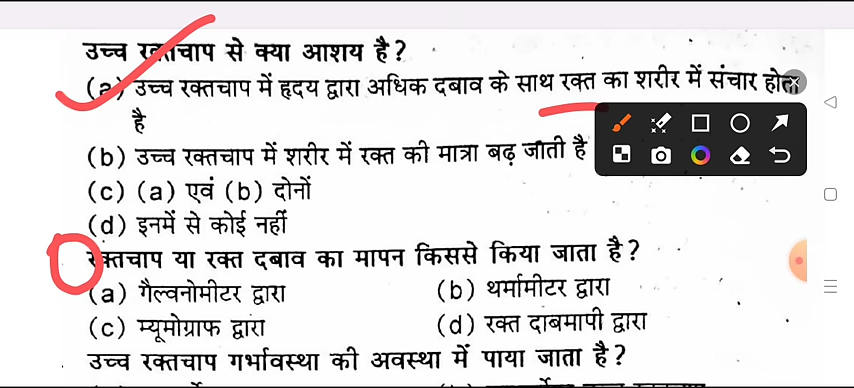 उच्च रक्तचाप से क्या आशय है?
(a) उच्च रक्तचाप में हृदय द्वारा अधिक दबाव के साथ रक्त का शरीर में संचार होता
है
(b) उच्च रक्तचाप में शरीर में रक्त की मात्रा बढ़ जाती है
(c) (a) एवं (b) दोनों
(d) इनमें से कोई नहीं
रक्तचाप या रक्त दबाव का मापन किससे किया जाता है?
(a) गैल्वनोमीटर द्वारा (b) थर्मामीटर द्वारा
(c) म्यूमोग्राफ द्वारा (d) रक्त दाबमापी द्वारा
उच्च रक्तचाप गर्भावस्था की अवस्था में पाया जाता है?